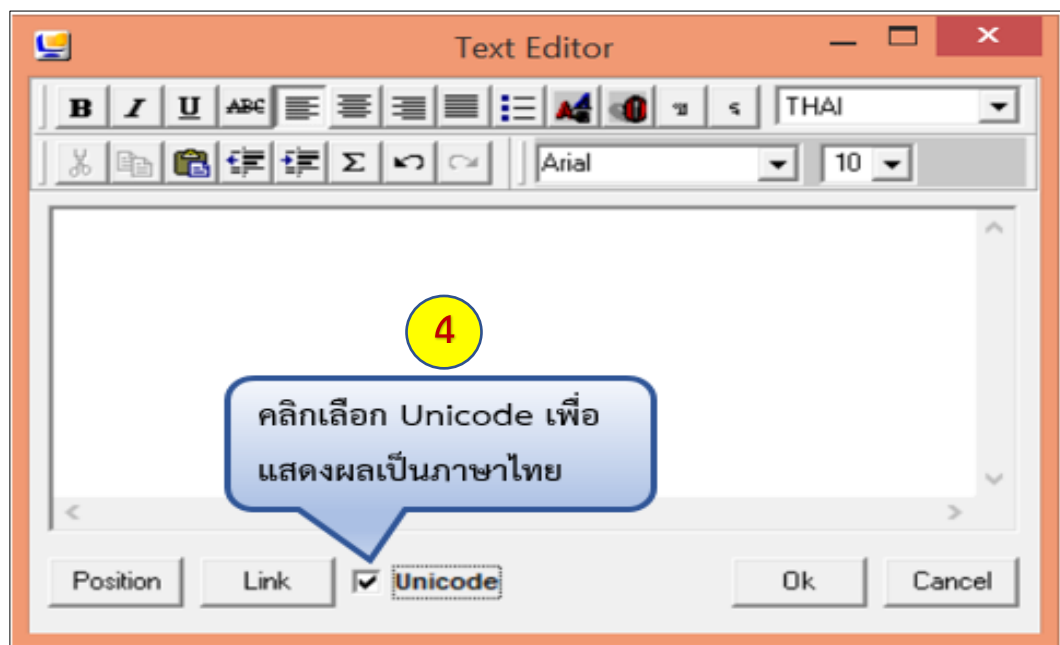 Text Editor
B I U ABC THAI
Σ Arial 10
4
คลิกเลือก Unicode เพื่อ
แสดงผลเป็นภาษาไทย
Position Link Unicode Ok Cancel